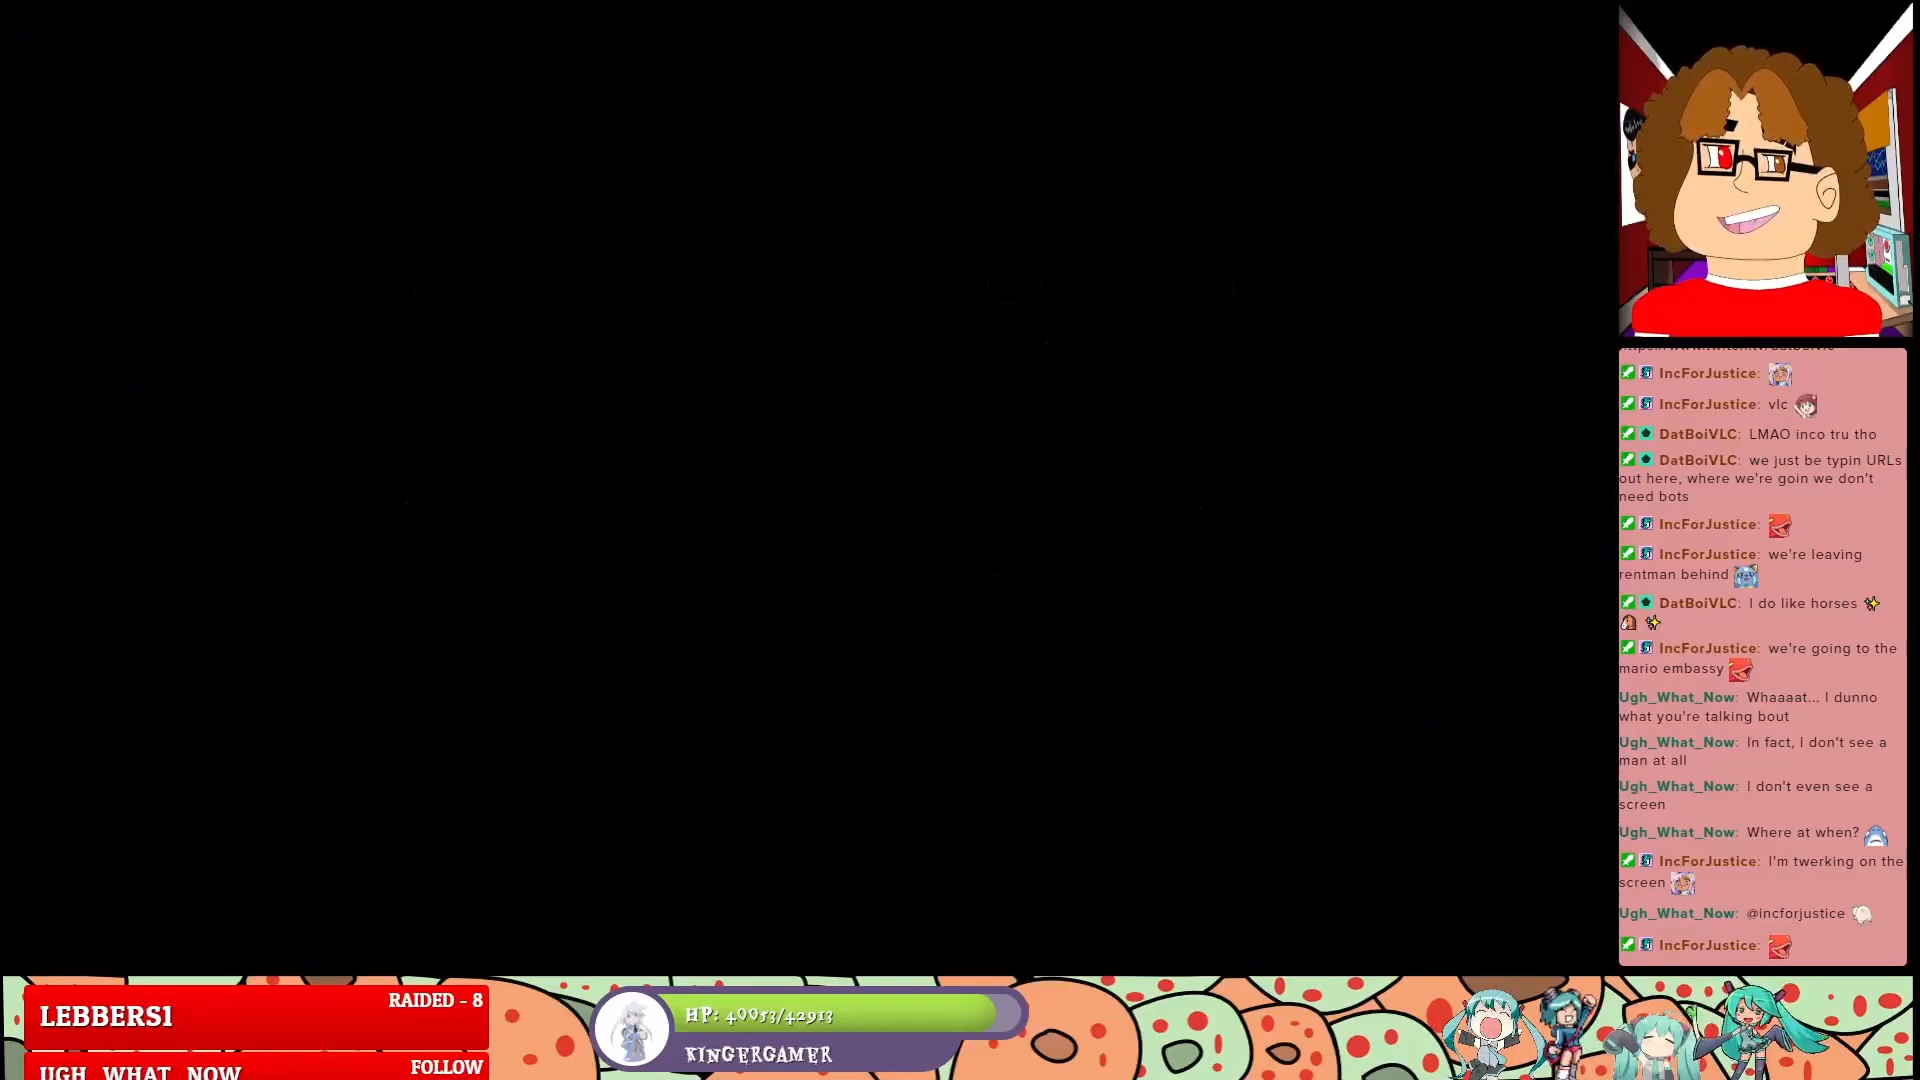 IncForJustice:
IncForJustice: vlc
DatBoiVLC: LMAO inco tru tho
DatBoiVLC: we just be typin URLs
out here, where we're goin we don't
need bots
IncForJustice:
IncForJustice: we're leaving
rentman behind
DatBoiVLC: I do like horses
IncForJustice: we're going to the
mario embassy
Ugh_What_Now: Whaaaat... I dunno
what you're talking bout
Ugh_What_Now: In fact, I don't see a
man at all
Ugh_What_Now: I don't even see a
screen
Ugh_What_Now: Where at when?
IncForJustice: I'm twerking on the
screen
Ugh_What_Now: @incforjustice
IncForJustice:
LEBBERS1
RAIDED - 8
UGH_WHAT_NOW
FOLLOW
HP: 40053/42913
KINGERGAMER